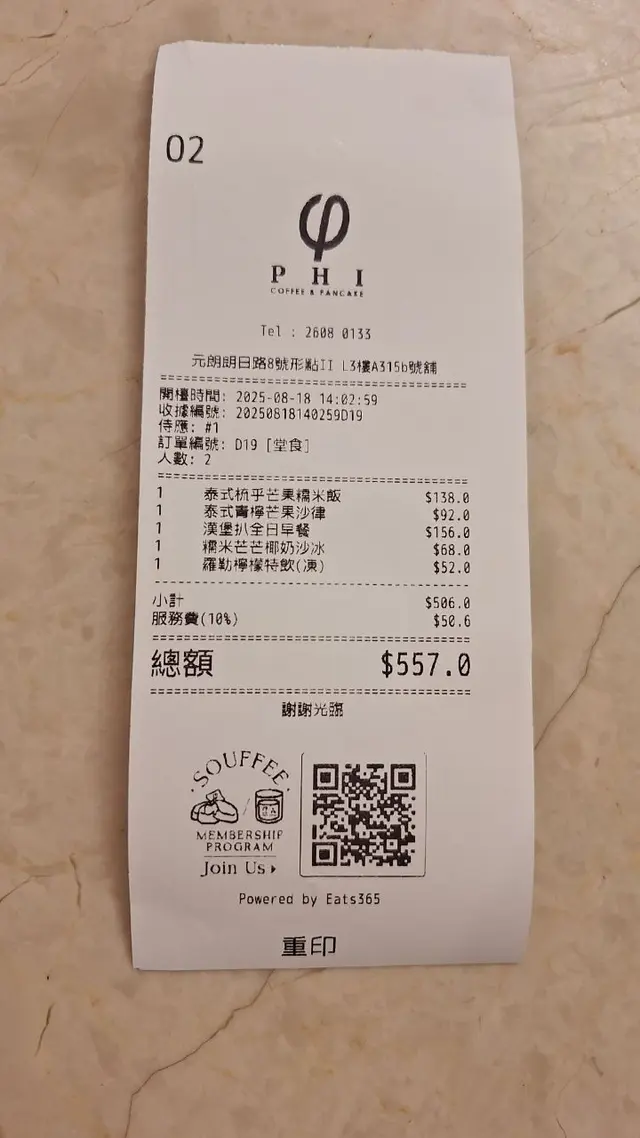 02
φ
PHI
COFFEE & PANCAKE
Tel : 2608 0133
元朗朗日路8號形點II L3樓A315b號舖
開檯時間: 2025-08-18 14:02:59
收據編號: 20250818140259D19
侍應: #1
訂單編號: D19 [堂食]
人數: 2
1 泰式梳乎芒果糯米飯 $138.0
1 泰式青檸芒果沙律 $92.0
1 漢堡扒全日早餐 $156.0
1 糯米芒芒椰奶沙冰 $68.0
1 羅勒檸檬特飲(凍) $52.0
小計 $506.0
服務費(10%) $50.6
總額 $557.0
謝謝光臨
·SOUFFEE·
MEMBERSHIP
PROGRAM
Join Us
Powered by Eats365
重印